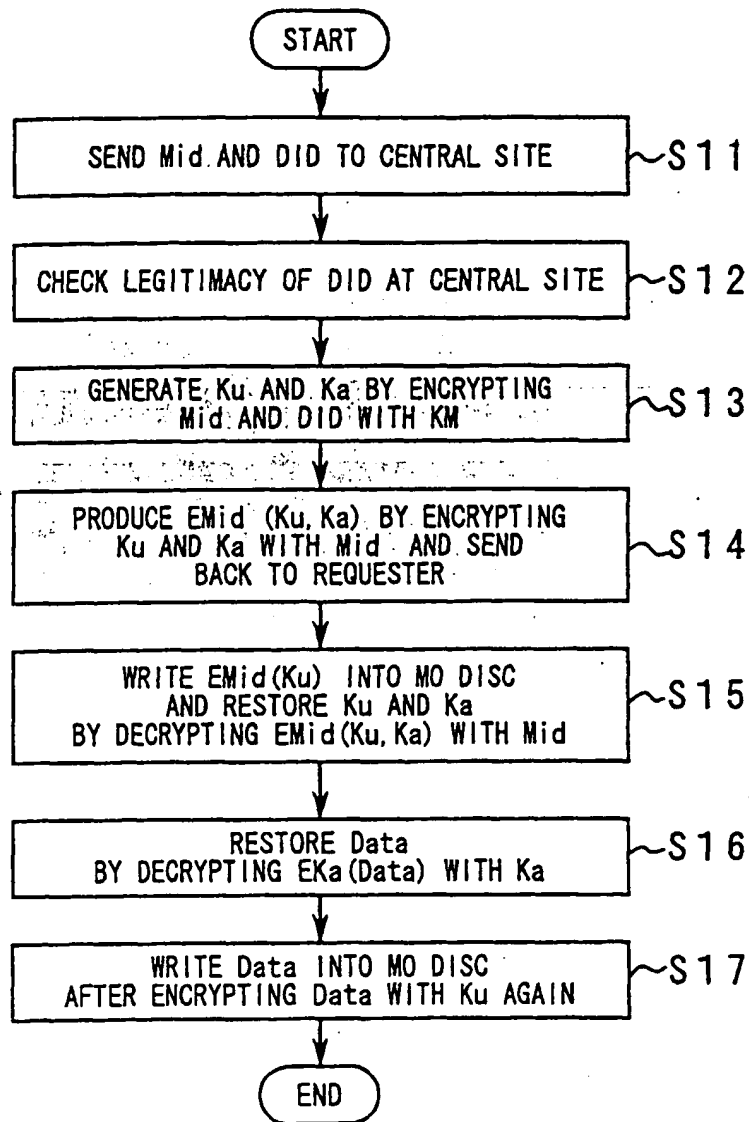 START
SEND Mid AND DID TO CENTRAL SITE
S11
CHECK LEGITIMACY OF DID AT CENTRAL SITE
S12
GENERATE Ku AND Ka BY ENCRYPTING
Mid AND DID WITH KM
S13
PRODUCE EMid (Ku, Ka) BY ENCRYPTING
Ku AND Ka WITH Mid AND SEND
BACK TO REQUESTER
S14
WRITE EMid(Ku) INTO MO DISC
AND RESTORE Ku AND Ka
BY DECRYPTING EMid(Ku, Ka) WITH Mid
S15
RESTORE Data
BY DECRYPTING EKa(Data) WITH Ka
S16
WRITE Data INTO MO DISC
AFTER ENCRYPTING Data WITH Ku AGAIN
S17
END